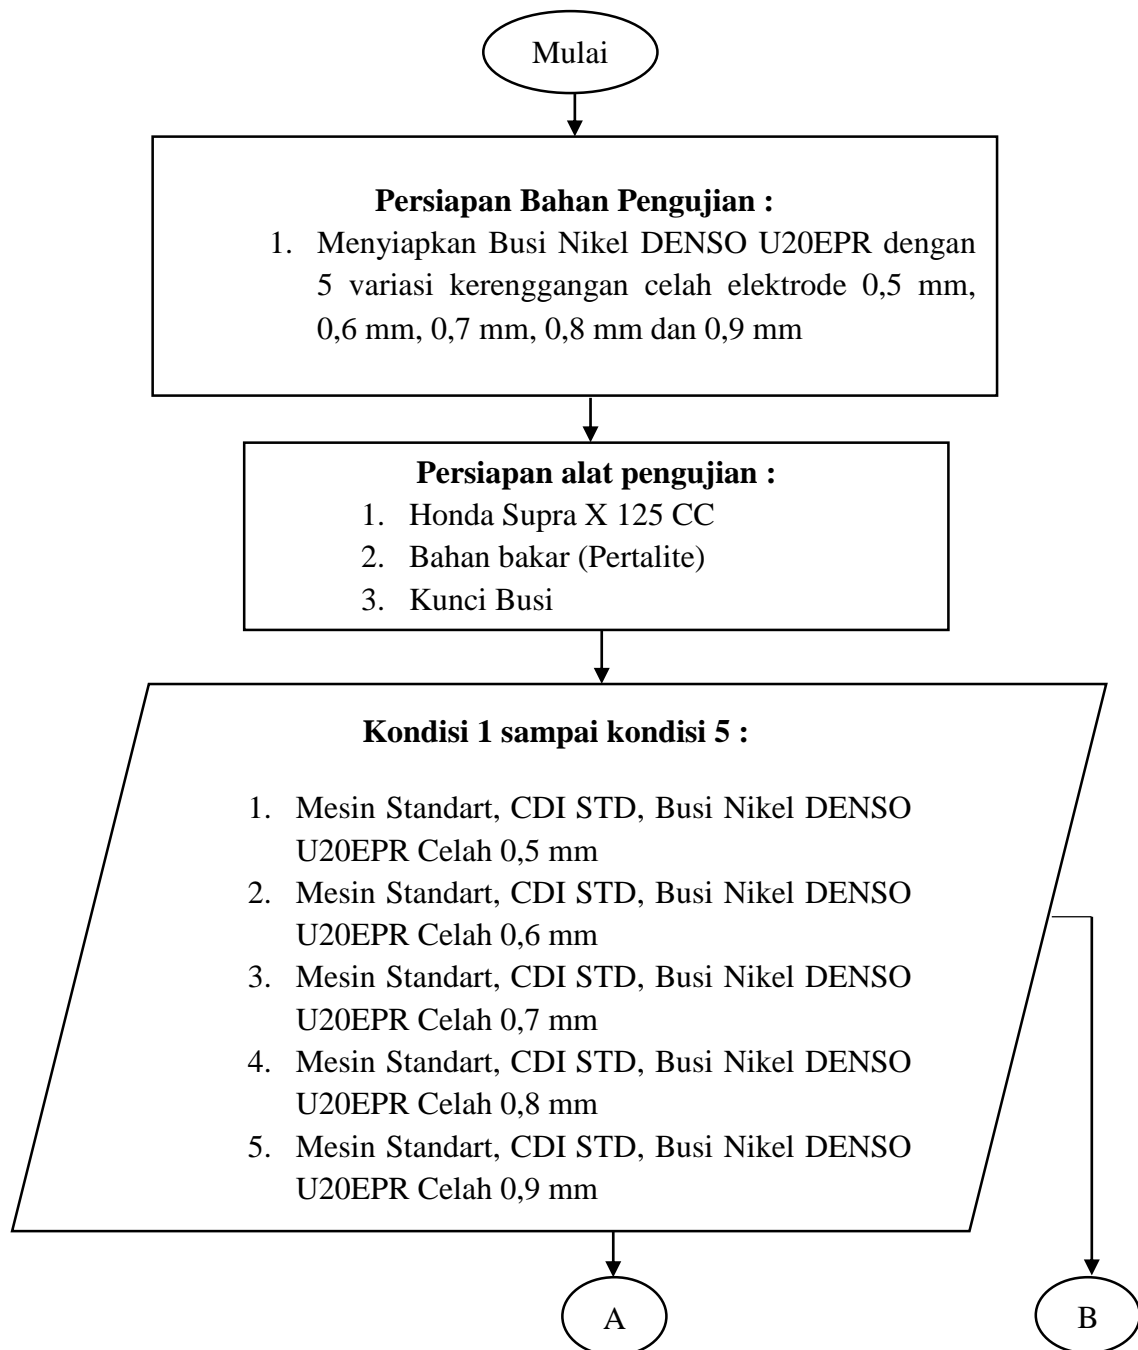 Mulai
Persiapan Bahan Pengujian :
1. Menyiapkan Busi Nikel DENSO U20EPR dengan
5 variasi kerenggangan celah elektrode 0,5 mm,
0,6 mm, 0,7 mm, 0,8 mm dan 0,9 mm
Persiapan alat pengujian :
1. Honda Supra X 125 CC
2. Bahan bakar (Pertalite)
3. Kunci Busi
Kondisi 1 sampai kondisi 5 :
1. Mesin Standart, CDI STD, Busi Nikel DENSO
U20EPR Celah 0,5 mm
2. Mesin Standart, CDI STD, Busi Nikel DENSO
U20EPR Celah 0,6 mm
3. Mesin Standart, CDI STD, Busi Nikel DENSO
U20EPR Celah 0,7 mm
4. Mesin Standart, CDI STD, Busi Nikel DENSO
U20EPR Celah 0,8 mm
5. Mesin Standart, CDI STD, Busi Nikel DENSO
U20EPR Celah 0,9 mm
A
B